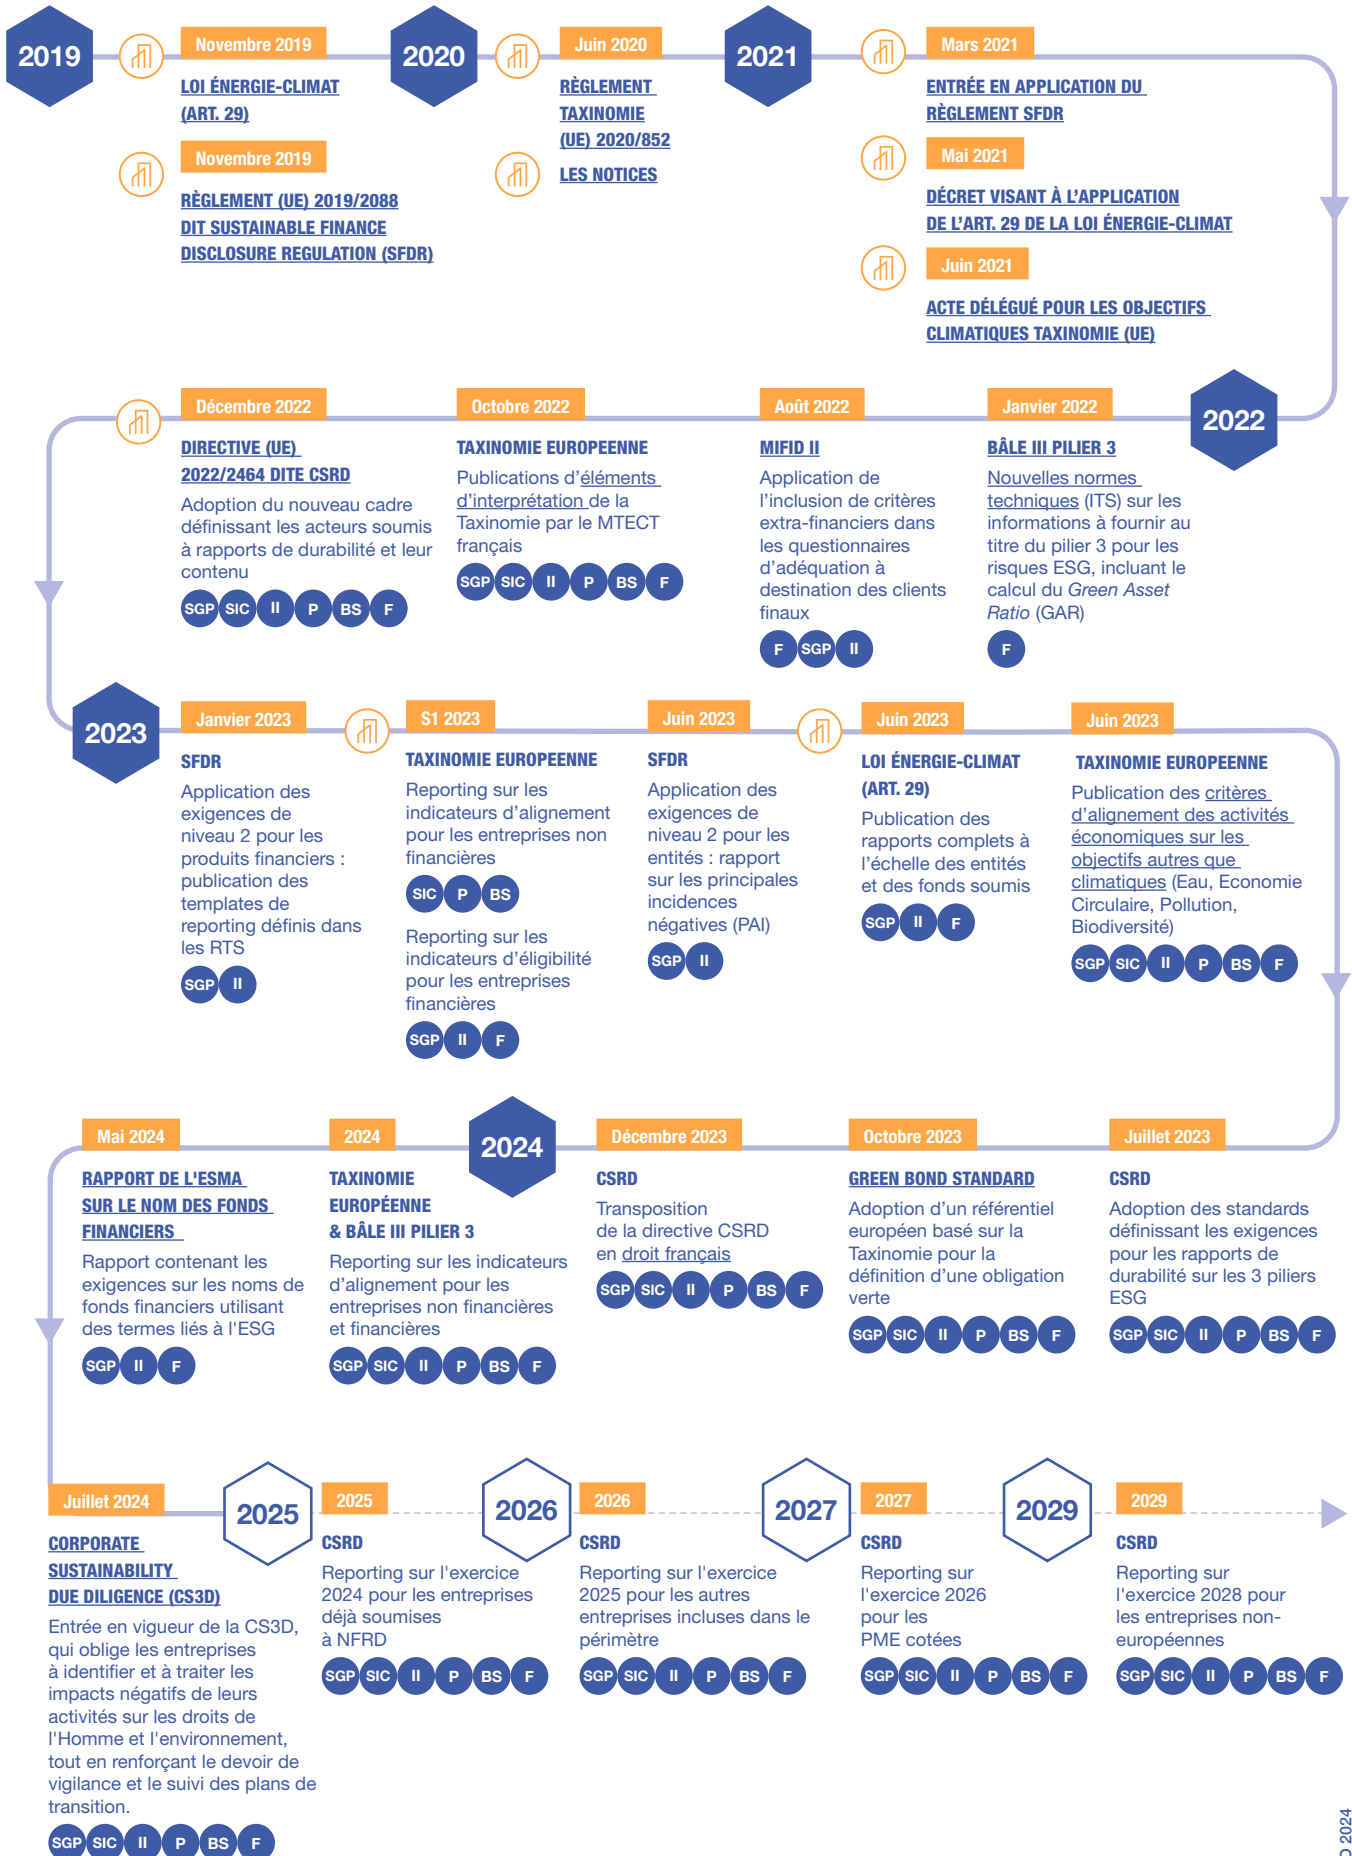 2019
Novembre 2019
LOI ÉNERGIE-CLIMAT
(ART. 29)
Novembre 2019
RÈGLEMENT (UE) 2019/2088
DIT SUSTAINABLE FINANCE
DISCLOSURE REGULATION (SFDR)
2020
Juin 2020
RÈGLEMENT
TAXINOMIE
(UE) 2020/852
LES NOTICES
2021
Mars 2021
ENTRÉE EN APPLICATION DU
RÈGLEMENT SFDR
Mai 2021
DÉCRET VISANT À L'APPLICATION
DE L'ART. 29 DE LA LOI ÉNERGIE-CLIMAT
Juin 2021
ACTE DÉLÉGUÉ POUR LES OBJECTIFS
CLIMATIQUES TAXINOMIE (UE)
2022
Janvier 2022
BÂLE III PILIER 3
Nouvelles normes
techniques (ITS) sur les
informations à fournir au
titre du pilier 3 pour les
risques ESG, incluant le
calcul du Green Asset
Ratio (GAR)
F
Août 2022
MIFID II
Application de
l'inclusion de critères
extra-financiers dans
les questionnaires
d'adéquation à
destination des clients
finaux
F SGP II
Octobre 2022
TAXINOMIE EUROPEENNE
Publications d'éléments
d'interprétation de la
Taxinomie par le MTECT
français
SGP SIC II P BS F
Décembre 2022
DIRECTIVE (UE)
2022/2464 DITE CSRD
Adoption du nouveau cadre
définissant les acteurs soumis
à rapports de durabilité et leur
contenu
SGP SIC II P BS F
2023
Janvier 2023
SFDR
Application des
exigences de
niveau 2 pour les
produits financiers :
publication des
templates de
reporting définis dans
les RTS
SGP II
S1 2023
TAXINOMIE EUROPEENNE
Reporting sur les
indicateurs d'alignement
pour les entreprises non
financières
SIC P BS
Reporting sur les
indicateurs d'éligibilité
pour les entreprises
financières
SGP II F
Juin 2023
SFDR
Application des
exigences de
niveau 2 pour les
entités : rapport
sur les principales
incidences
négatives (PAI)
SGP II
Juin 2023
LOI ÉNERGIE-CLIMAT
(ART. 29)
Publication des
rapports complets à
l'échelle des entités
et des fonds soumis
SGP II F
Juin 2023
TAXINOMIE EUROPEENNE
Publication des critères
d'alignement des activités
économiques sur les
objectifs autres que
climatiques (Eau, Economie
Circulaire, Pollution,
Biodiversité)
SGP SIC II P BS F
Juillet 2023
CSRD
Adoption des standards
définissant les exigences
pour les rapports de
durabilité sur les 3 piliers
ESG
SGP SIC II P BS F
Octobre 2023
GREEN BOND STANDARD
Adoption d'un référentiel
européen basé sur la
Taxinomie pour la
définition d'une obligation
verte
SGP SIC II P BS F
Décembre 2023
CSRD
Transposition
de la directive CSRD
en droit français
SGP SIC II P BS F
2024
2024
TAXINOMIE
EUROPÉENNE
& BÂLE III PILIER 3
Reporting sur les indicateurs
d'alignement pour les
entreprises non financières
et financières
SGP SIC II P BS F
Mai 2024
RAPPORT DE L'ESMA
SUR LE NOM DES FONDS
FINANCIERS
Rapport contenant les
exigences sur les noms de
fonds financiers utilisant
des termes liés à l'ESG
SGP II F
Juillet 2024
CORPORATE
SUSTAINABILITY
DUE DILIGENCE (CS3D)
Entrée en vigueur de la CS3D,
qui oblige les entreprises
à identifier et à traiter les
impacts négatifs de leurs
activités sur les droits de
l'Homme et l'environnement,
tout en renforçant le devoir de
vigilance et le suivi des plans de
transition.
SGP SIC II P BS F
2025
2025
CSRD
Reporting sur l'exercice
2024 pour les entreprises
déjà soumises
à NFRD
SGP SIC II P BS F
2026
2026
CSRD
Reporting sur l'exercice
2025 pour les autres
entreprises incluses dans le
périmètre
SGP SIC II P BS F
2027
2027
CSRD
Reporting sur
l'exercice 2026
pour les
PME cotées
SGP SIC II P BS F
2029
2029
CSRD
Reporting sur
l'exercice 2028 pour
les entreprises non-
européennes
SGP SIC II P BS F
2024